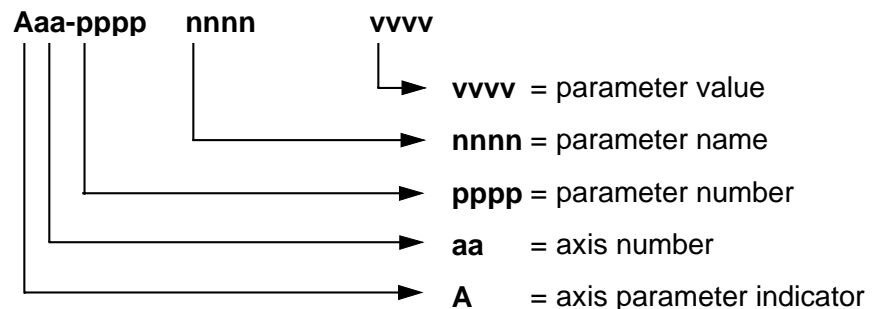 Aaa-pppp nnnn vvvv
vvvv = parameter value
nnnn = parameter name
pppp = parameter number
aa = axis number
A = axis parameter indicator